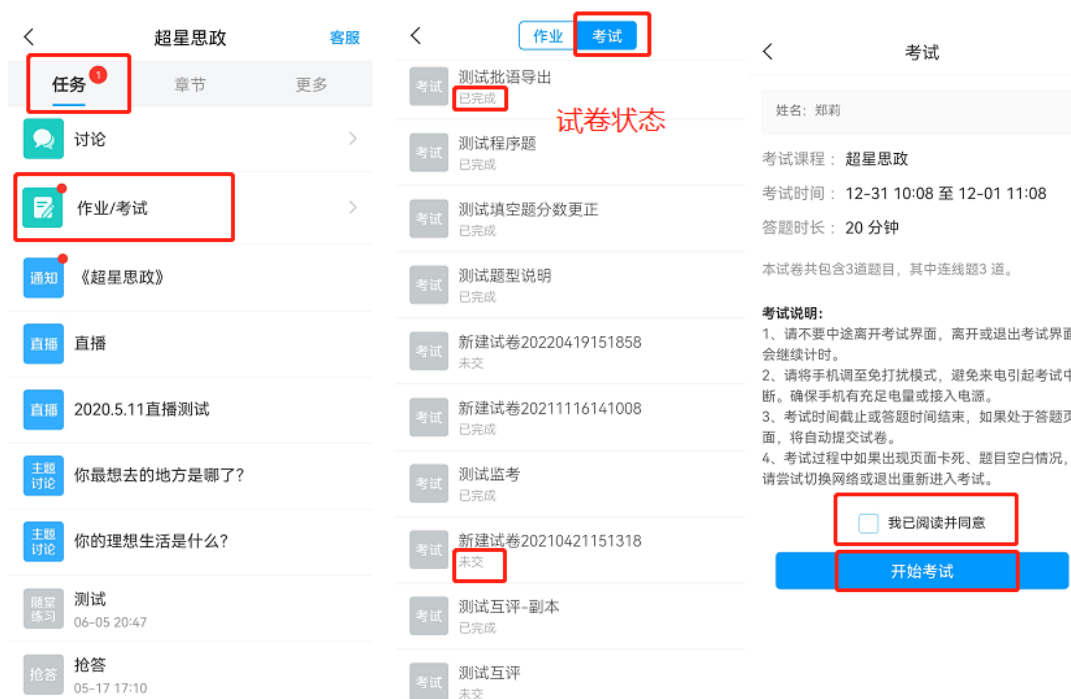 超星思政
客服
任务
1
章节
更多
讨论
作业/考试
通知
《超星思政》
直播
直播
直播
2020.5.11直播测试
主题
讨论
你最想去的地方是哪了?
主题
讨论
你的理想生活是什么?
随堂
练习
测试
06-05 20:47
抢答
抢答
05-17 17:10
作业
考试
考试
测试批语导出
已完成
试卷状态
考试
测试程序题
已完成
考试
测试填空题分数更正
已完成
考试
测试题型说明
已完成
考试
新建试卷20220419151858
未交
考试
新建试卷20211116141008
已完成
考试
测试监考
已完成
考试
新建试卷20210421151318
未交
考试
测试互评-副本
已完成
考试
测试互评
未交
考试
姓名: 郑莉
考试课程： 超星思政
考试时间： 12-31 10:08 至 12-01 11:08
答题时长： 20 分钟
本试卷共包含3道题目，其中连线题3 道。
考试说明:
1、请不要中途离开考试界面，离开或退出考试界面
会继续计时。
2、请将手机调至免打扰模式，避免来电引起考试中
断。确保手机有充足电量或接入电源。
3、考试时间截止或答题时间结束，如果处于答题页
面，将自动提交试卷。
4、考试过程中如果出现页面卡死、题目空白情况，
请尝试切换网络或退出重新进入考试。
我已阅读并同意
开始考试